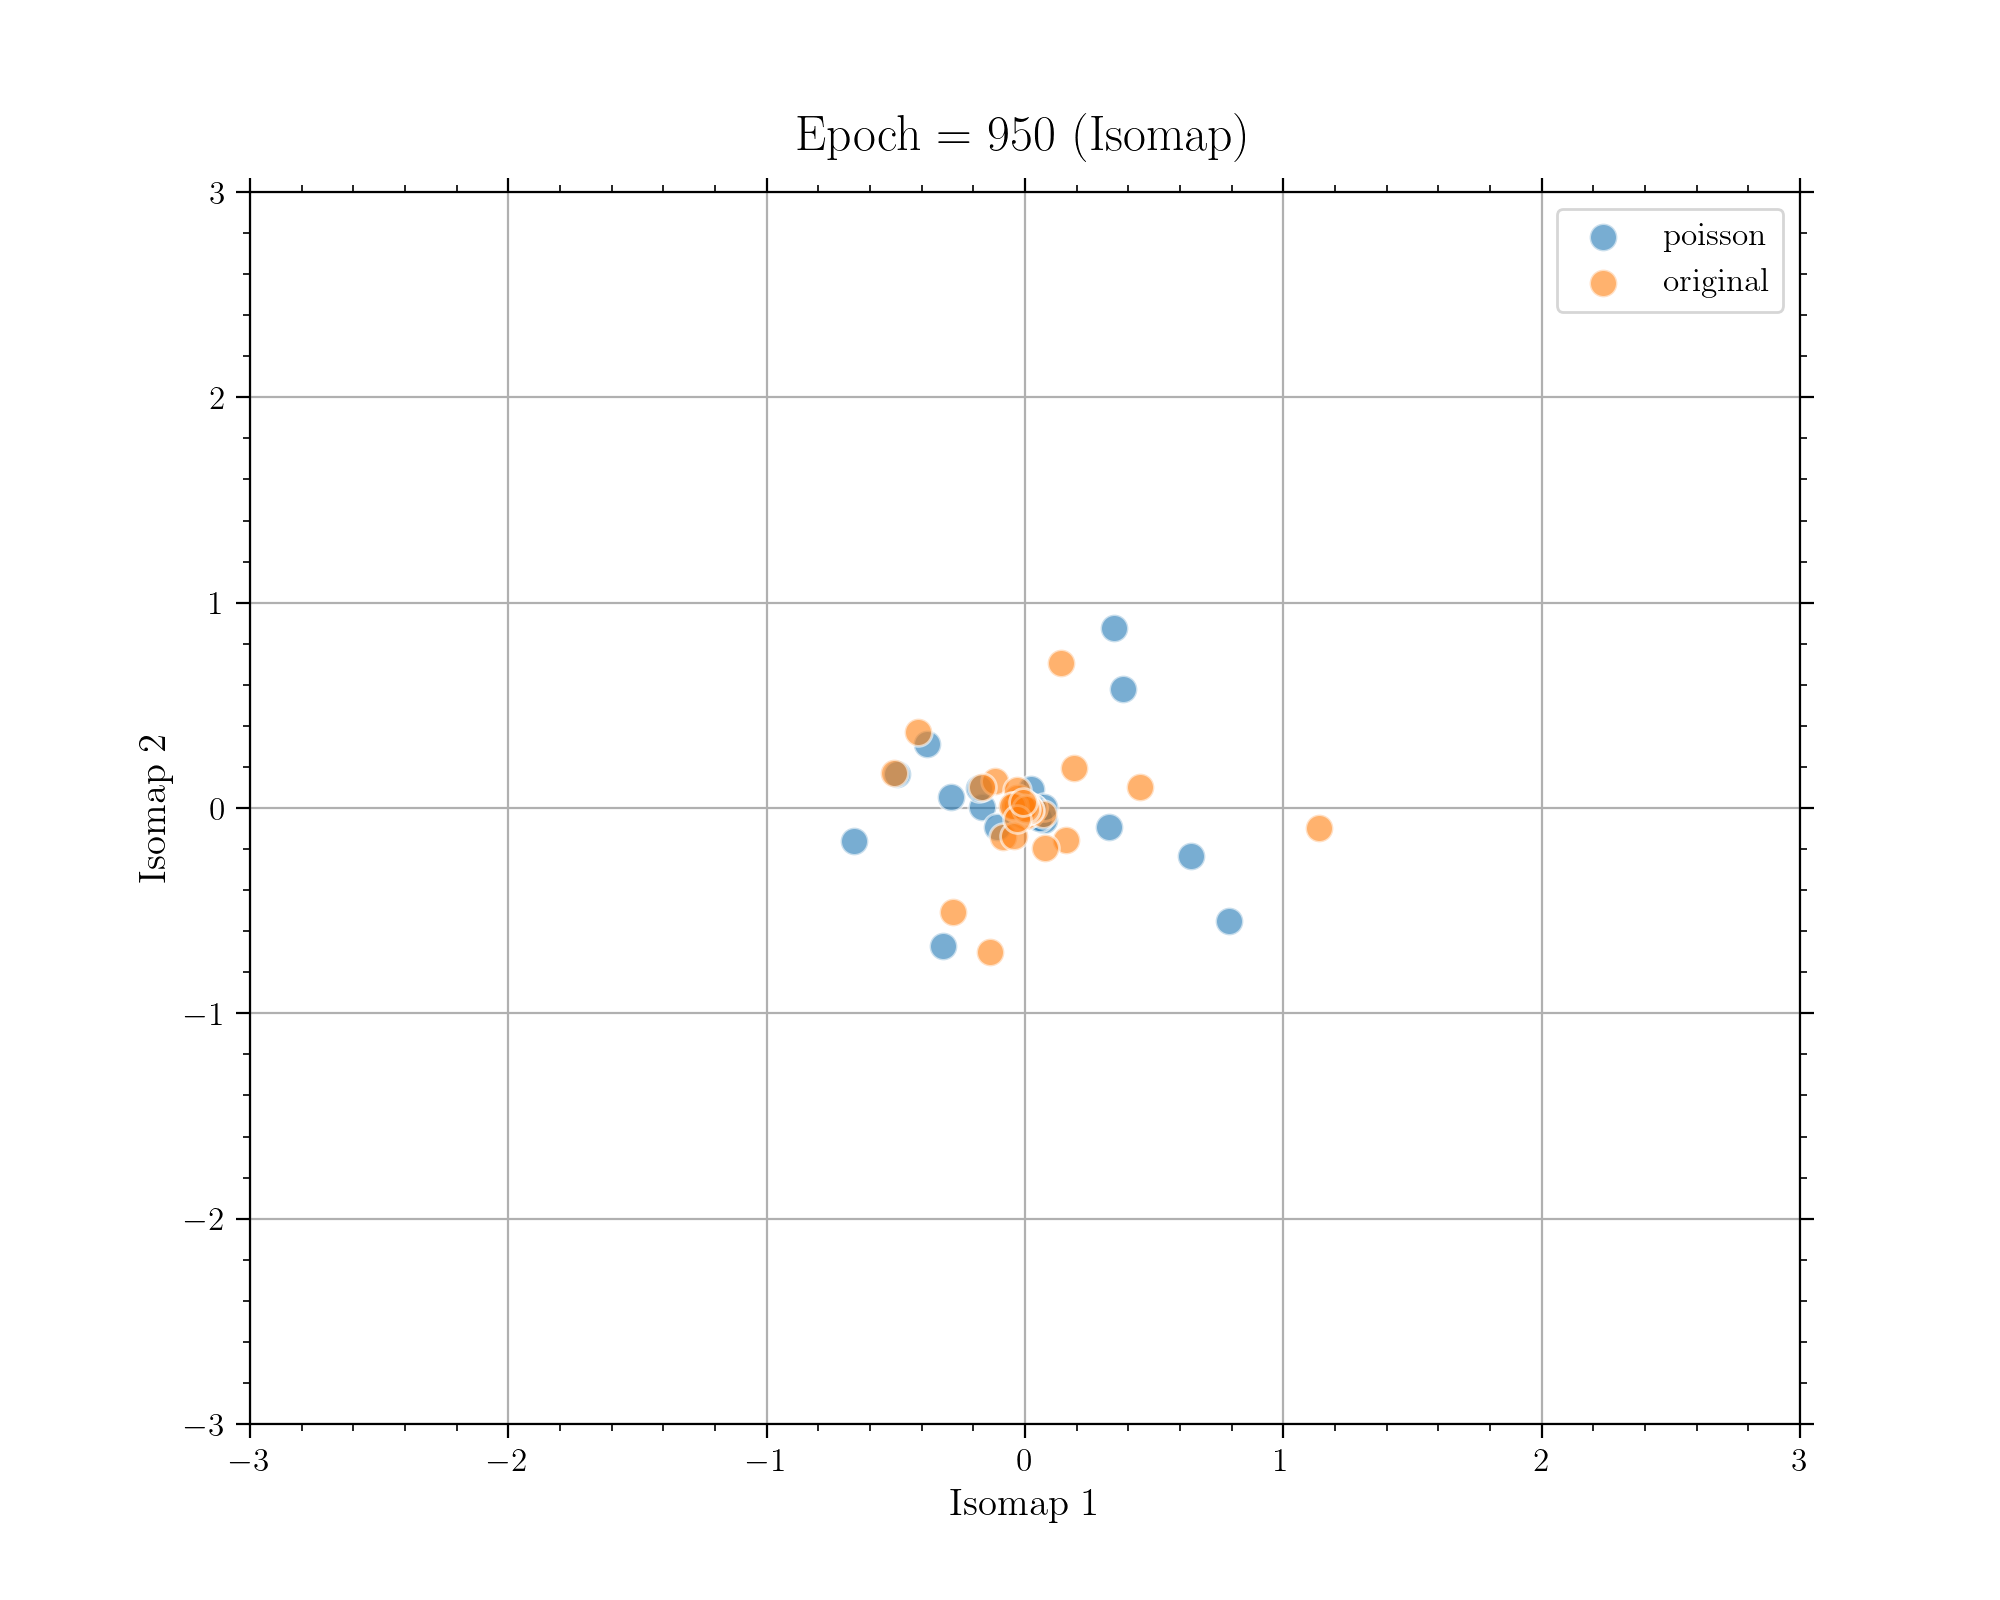 Epoch = 950 (Isomap)
poisson
original
3
2
1
0
−1
−2
−3
Isomap 2
−3 −2 −1 0 1 2 3
Isomap 1